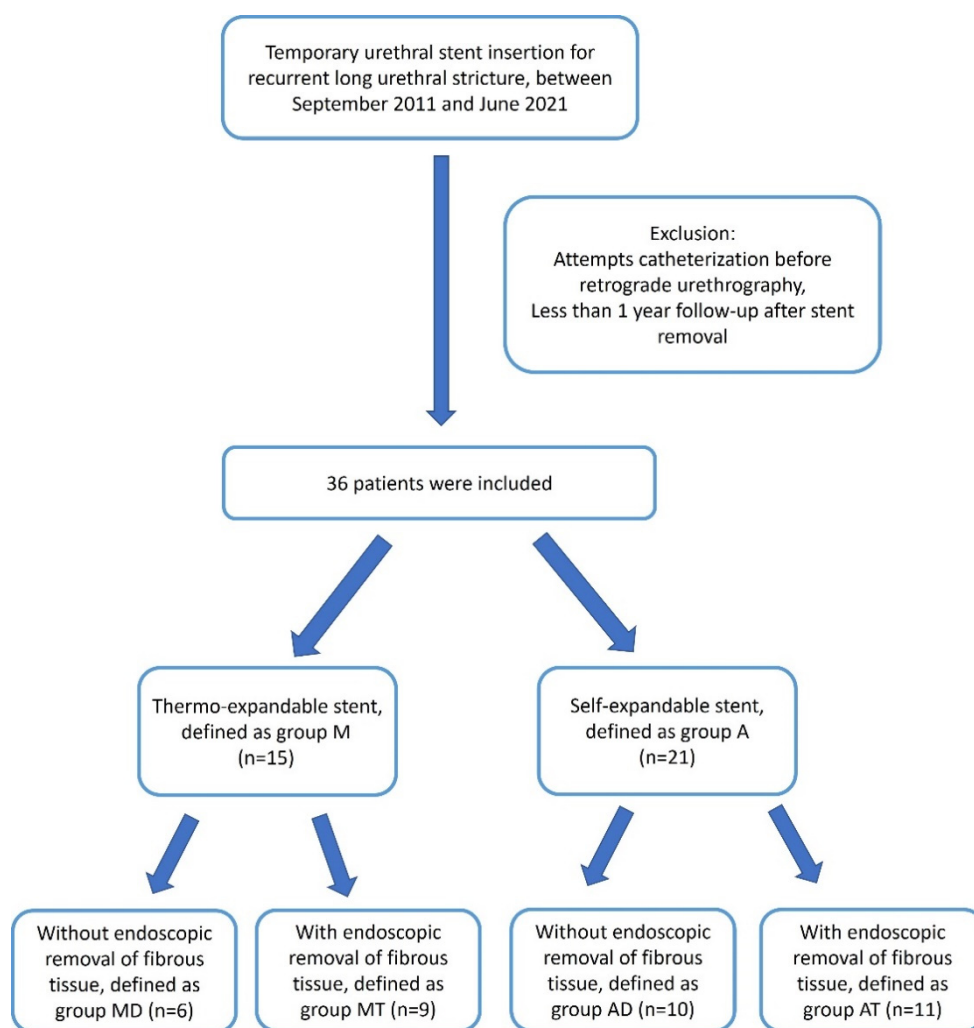 Temporary urethral stent insertion for
recurrent long urethral stricture, between
September 2011 and June 2021
Exclusion:
Attempts catheterization before
retrograde urethrography,
Less than 1 year follow-up after stent
removal
36 patients were included
Thermo-expandable stent,
defined as group M
(n=15)
Self-expandable stent,
defined as group A
(n=21)
Without endoscopic
removal of fibrous
tissue, defined as
group MD (n=6)
With endoscopic
removal of fibrous
tissue, defined as
group MT (n=9)
Without endoscopic
removal of fibrous
tissue, defined as
group AD (n=10)
With endoscopic
removal of fibrous
tissue, defined as
group AT (n=11)